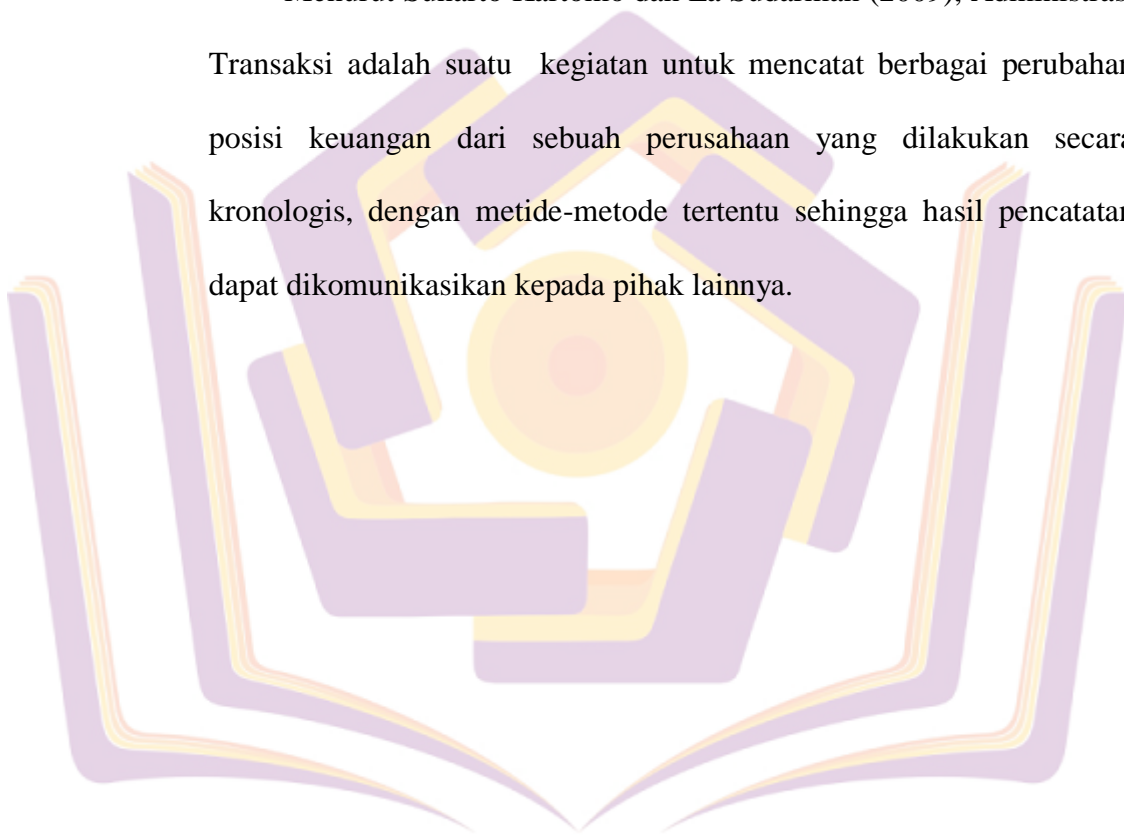 Transaksi adalah suatu kegiatan untuk mencatat berbagai perubahan
posisi keuangan dari sebuah perusahaan yang dilakukan secara
kronologis, dengan metide-metode tertentu sehingga hasil pencatatan
dapat dikomunikasikan kepada pihak lainnya.